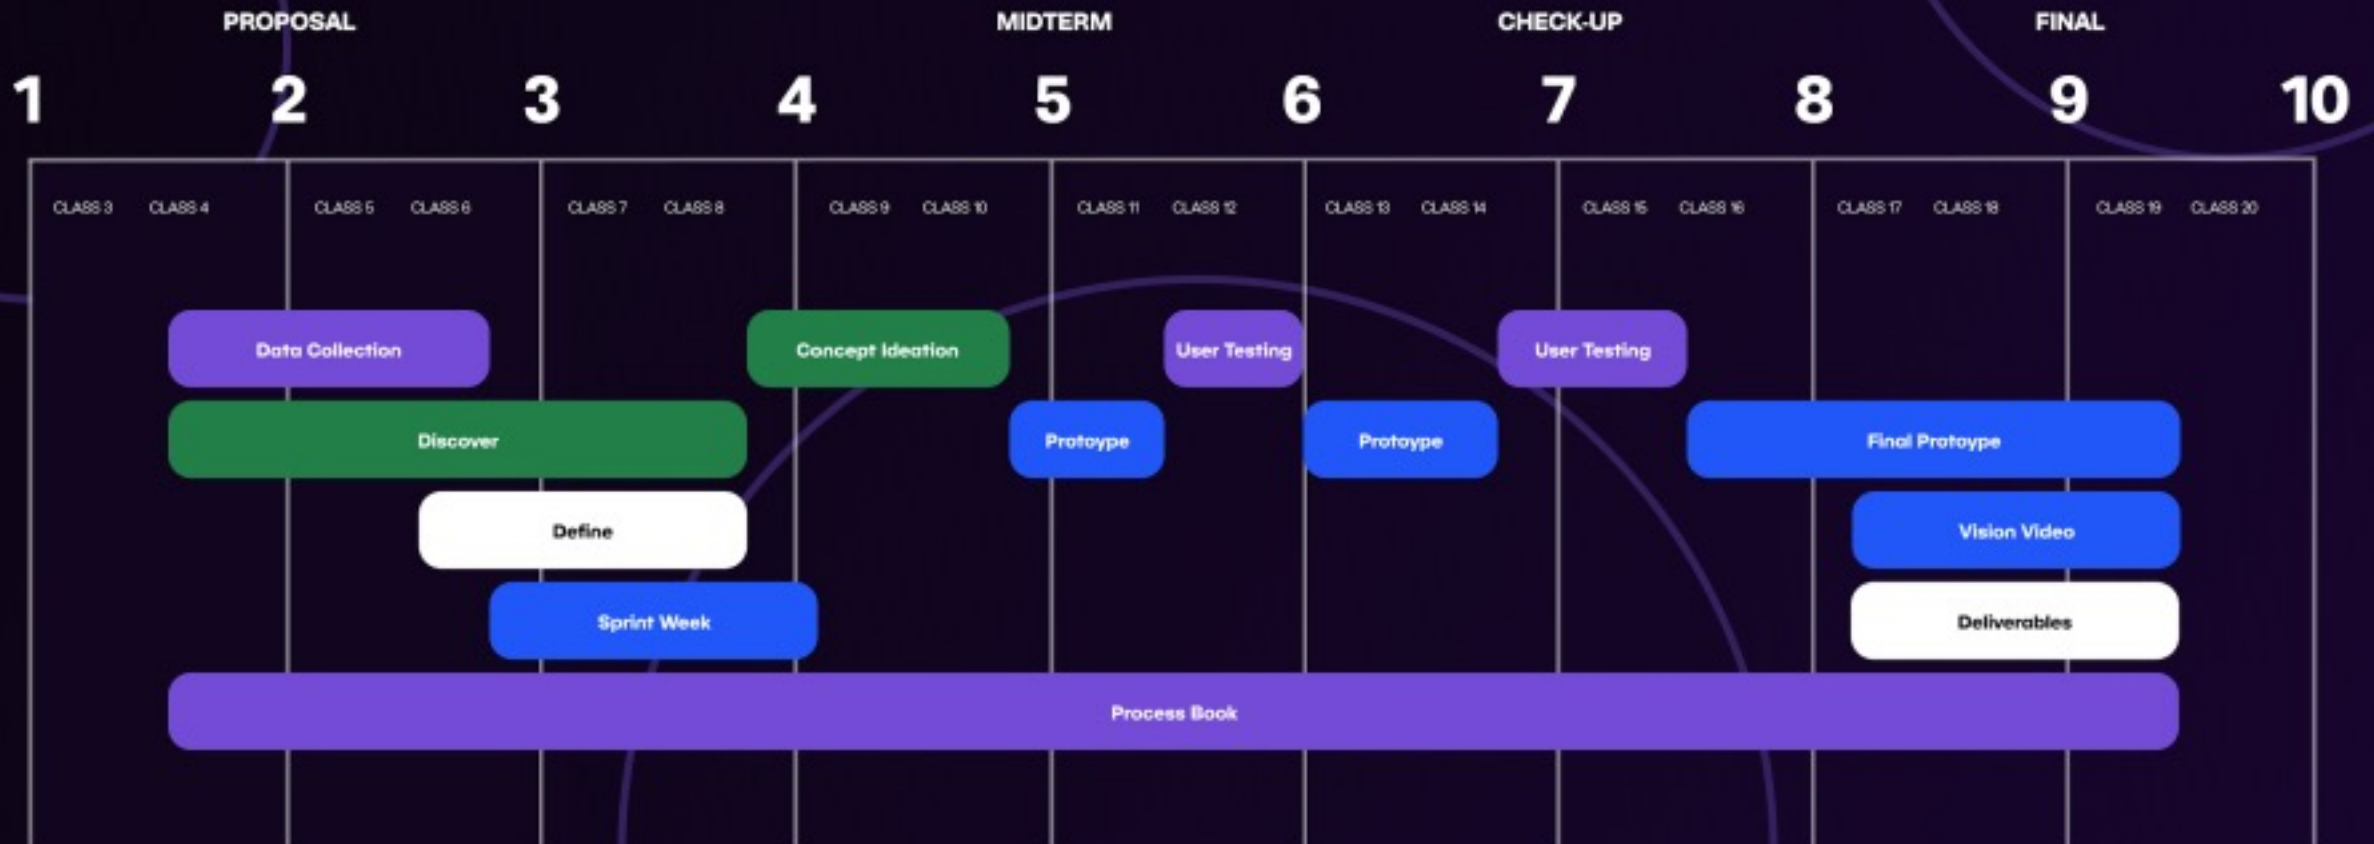 PROPOSAL
MIDTERM
CHECK-UP
FINAL
1 2 3 4 5 6 7 8 9 10
CLASS 3 CLASS 4 CLASS 5 CLASS 6 CLASS 7 CLASS 8 CLASS 9 CLASS 10 CLASS 11 CLASS 12 CLASS 13 CLASS 14 CLASS 15 CLASS 16 CLASS 17 CLASS 18 CLASS 19 CLASS 20
Data Collection
Concept Ideation
User Testing
User Testing
Discover
Protoype
Protoype
Final Protoype
Define
Vision Video
Sprint Week
Deliverables
Process Book